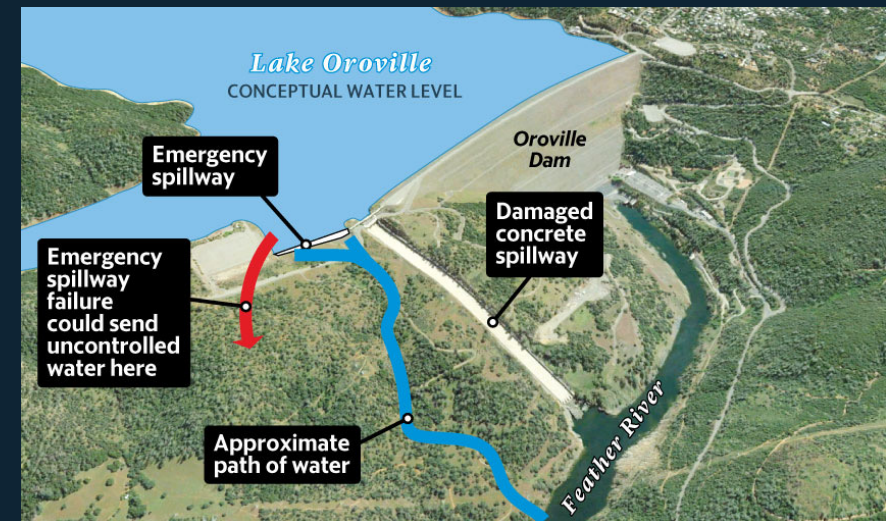 Lake Oroville
CONCEPTUAL WATER LEVEL
Emergency
spillway
Oroville
Dam
Damaged
concrete
spillway
Emergency
spillway
failure
could send
uncontrolled
water here
Approximate
path of water
Feather River